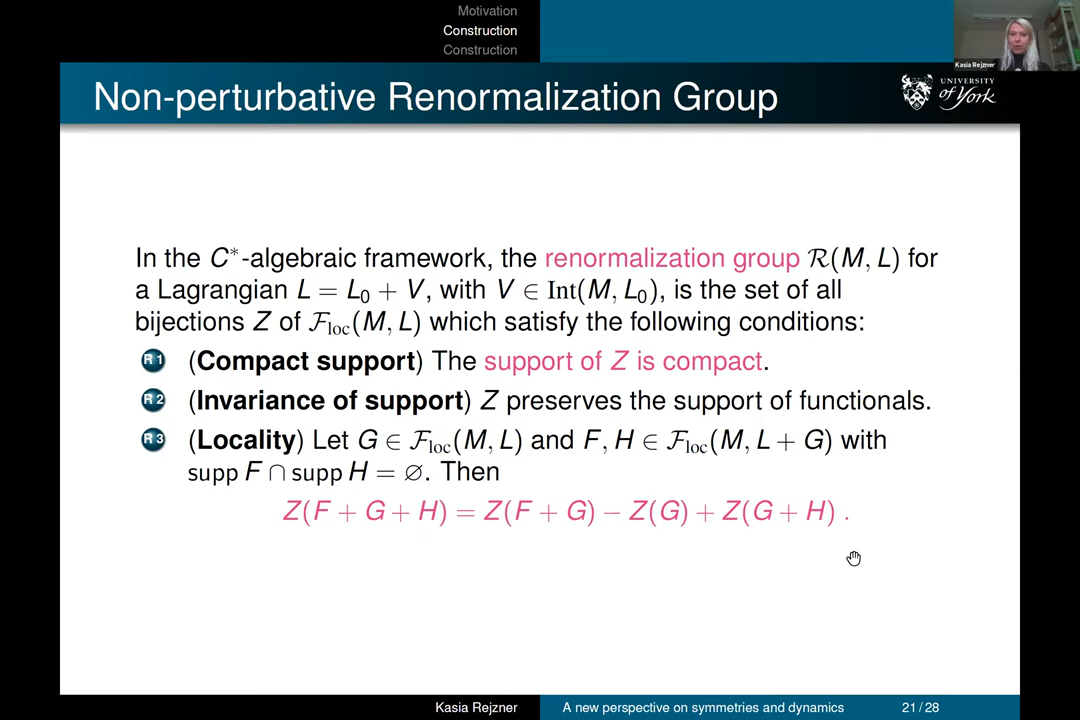 Motivation
Construction
Construction
Kasia Rejzner
Non-perturbative Renormalization Group
UNIVERSITY
of York
In the C*-algebraic framework, the renormalization group ℛ(M, L) for
a Lagrangian L = L₀ + V, with V ∈ Int(M, L₀), is the set of all
bijections Z of ℱ_loc(M, L) which satisfy the following conditions:
R 1 (Compact support) The support of Z is compact.
R 2 (Invariance of support) Z preserves the support of functionals.
R 3 (Locality) Let G ∈ ℱ_loc(M, L) and F, H ∈ ℱ_loc(M, L + G) with
supp F ∩ supp H = ∅. Then
Z(F + G + H) = Z(F + G) − Z(G) + Z(G + H) .
Kasia Rejzner
A new perspective on symmetries and dynamics
21 / 28